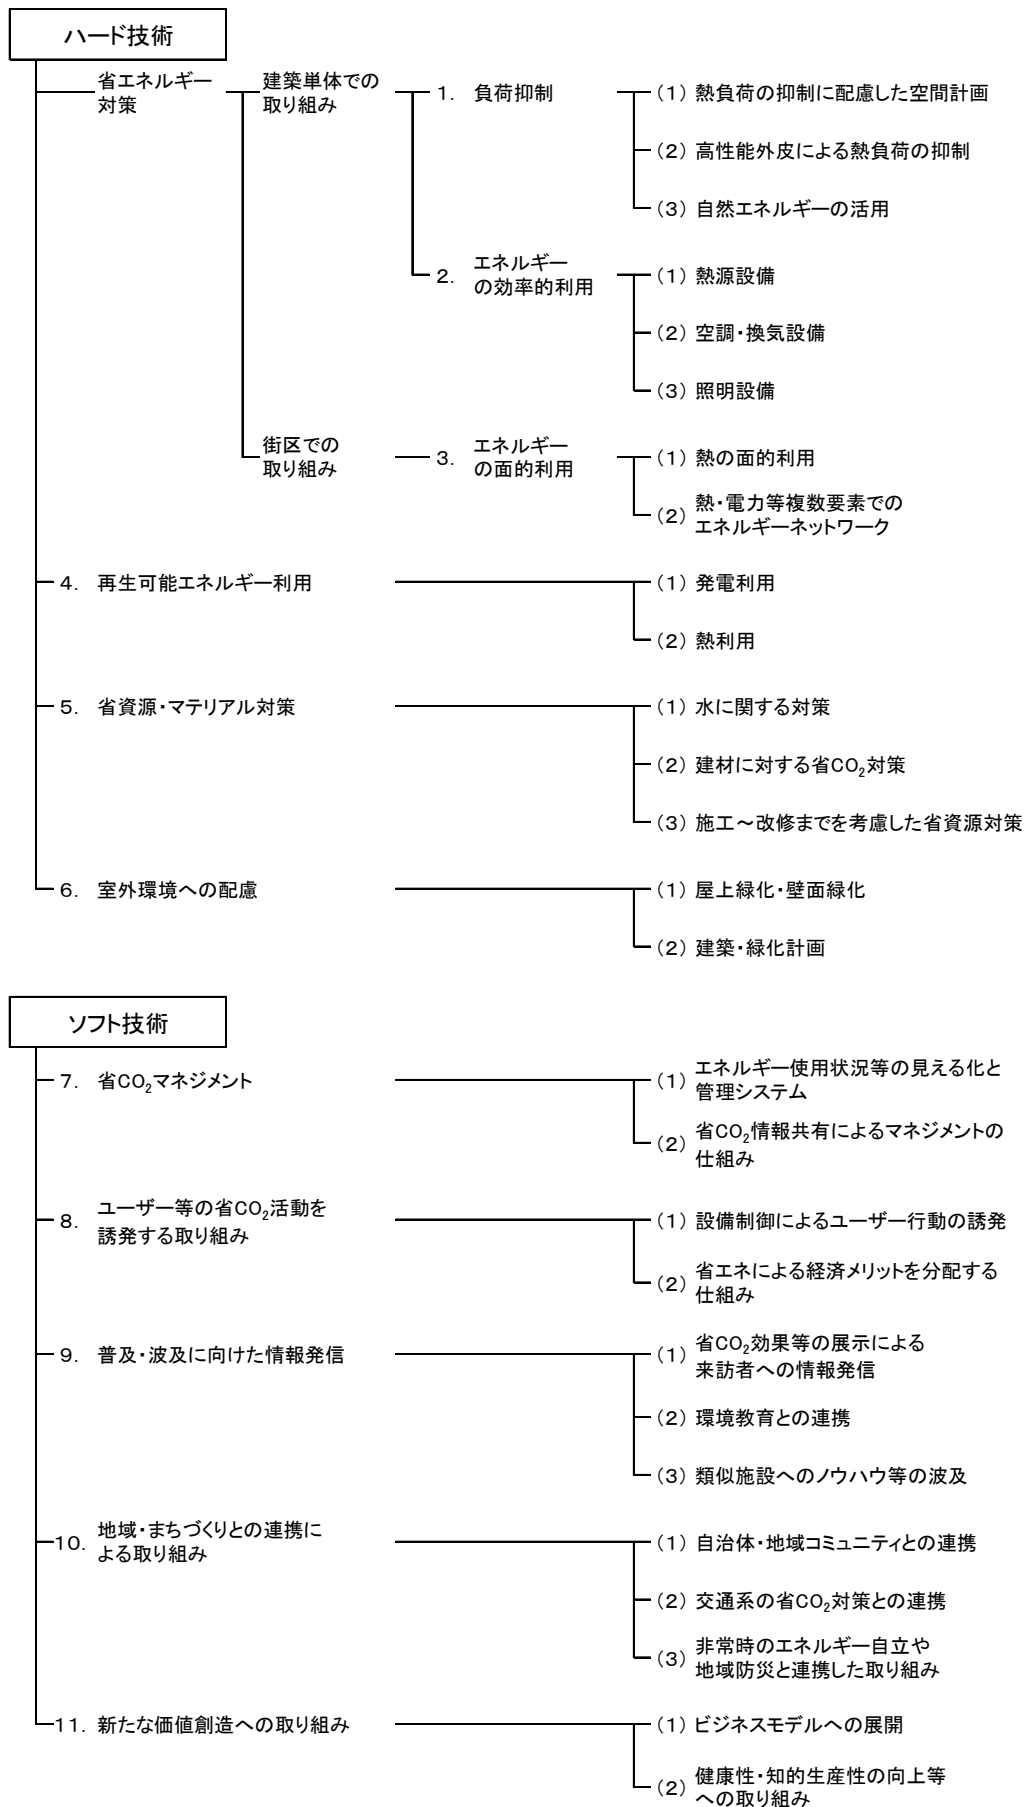 ハード技術
省エネルギー
対策
建築単体での
取り組み
1. 負荷抑制
(1) 熱負荷の抑制に配慮した空間計画
(2) 高性能外皮による熱負荷の抑制
(3) 自然エネルギーの活用
2. エネルギー
の効率的利用
(1) 熱源設備
(2) 空調・換気設備
(3) 照明設備
街区での
取り組み
3. エネルギー
の面的利用
(1) 熱の面的利用
(2) 熱・電力等複数要素での
エネルギーネットワーク
4. 再生可能エネルギー利用
(1) 発電利用
(2) 熱利用
5. 省資源・マテリアル対策
(1) 水に関する対策
(2) 建材に対する省CO₂対策
(3) 施工~改修までを考慮した省資源対策
6. 室外環境への配慮
(1) 屋上緑化・壁面緑化
(2) 建築・緑化計画
ソフト技術
7. 省CO₂マネジメント
(1) エネルギー使用状況等の見える化と
管理システム
(2) 省CO₂情報共有によるマネジメントの
仕組み
8. ユーザー等の省CO₂活動を
誘発する取り組み
(1) 設備制御によるユーザー行動の誘発
(2) 省エネによる経済メリットを分配する
仕組み
9. 普及・波及に向けた情報発信
(1) 省CO₂効果等の展示による
来訪者への情報発信
(2) 環境教育との連携
(3) 類似施設へのノウハウ等の波及
10. 地域・まちづくりとの連携に
よる取り組み
(1) 自治体・地域コミュニティとの連携
(2) 交通系の省CO₂対策との連携
(3) 非常時のエネルギー自立や
地域防災と連携した取り組み
11. 新たな価値創造への取り組み
(1) ビジネスモデルへの展開
(2) 健康性・知的生産性の向上等
への取り組み